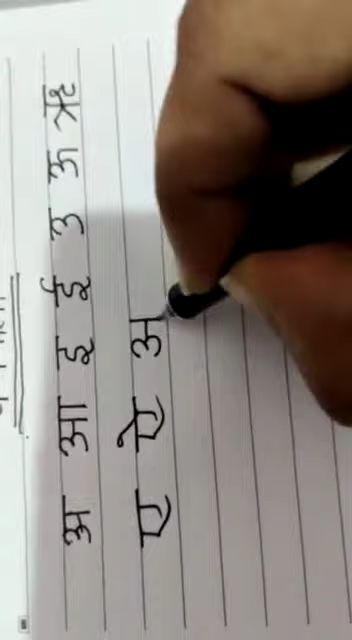 अ आ इ ई उ ऊ ऋ
ए ऐ अ